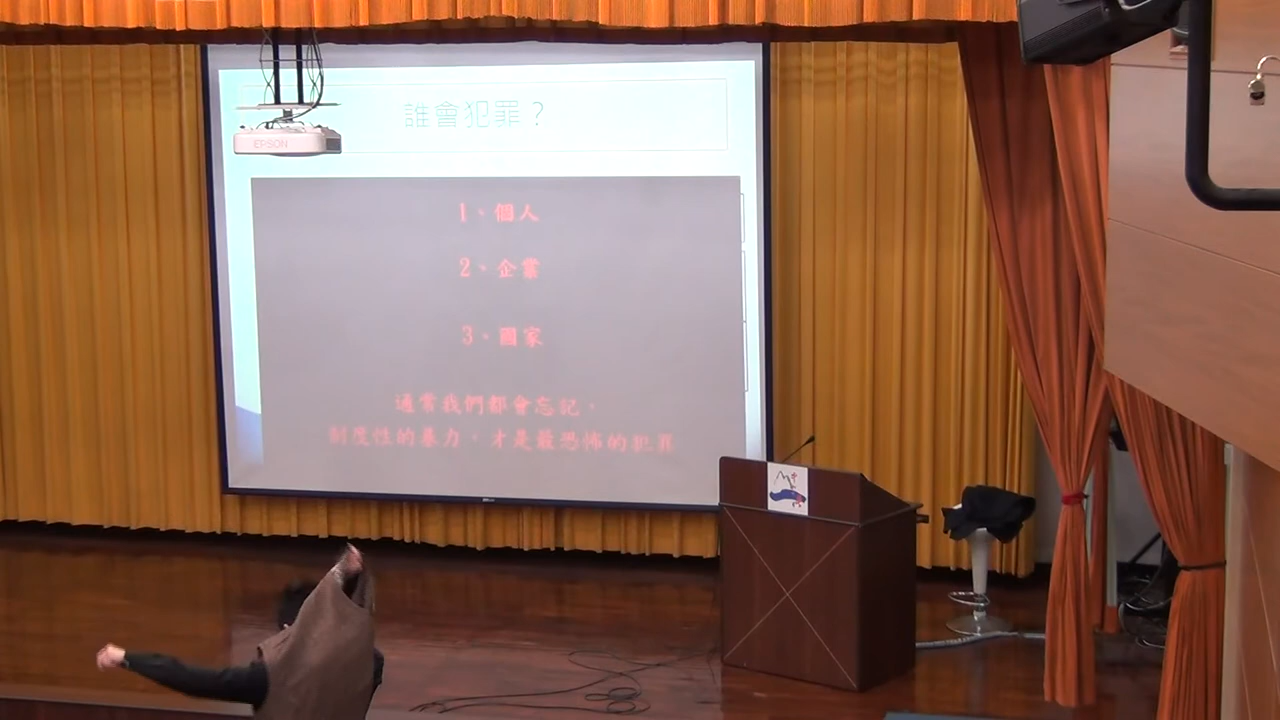 誰會犯罪？
EPSON
1、個人
2、企業
3、國家
通常我們都會忘記，
制度性的暴力，才是最恐怖的犯罪